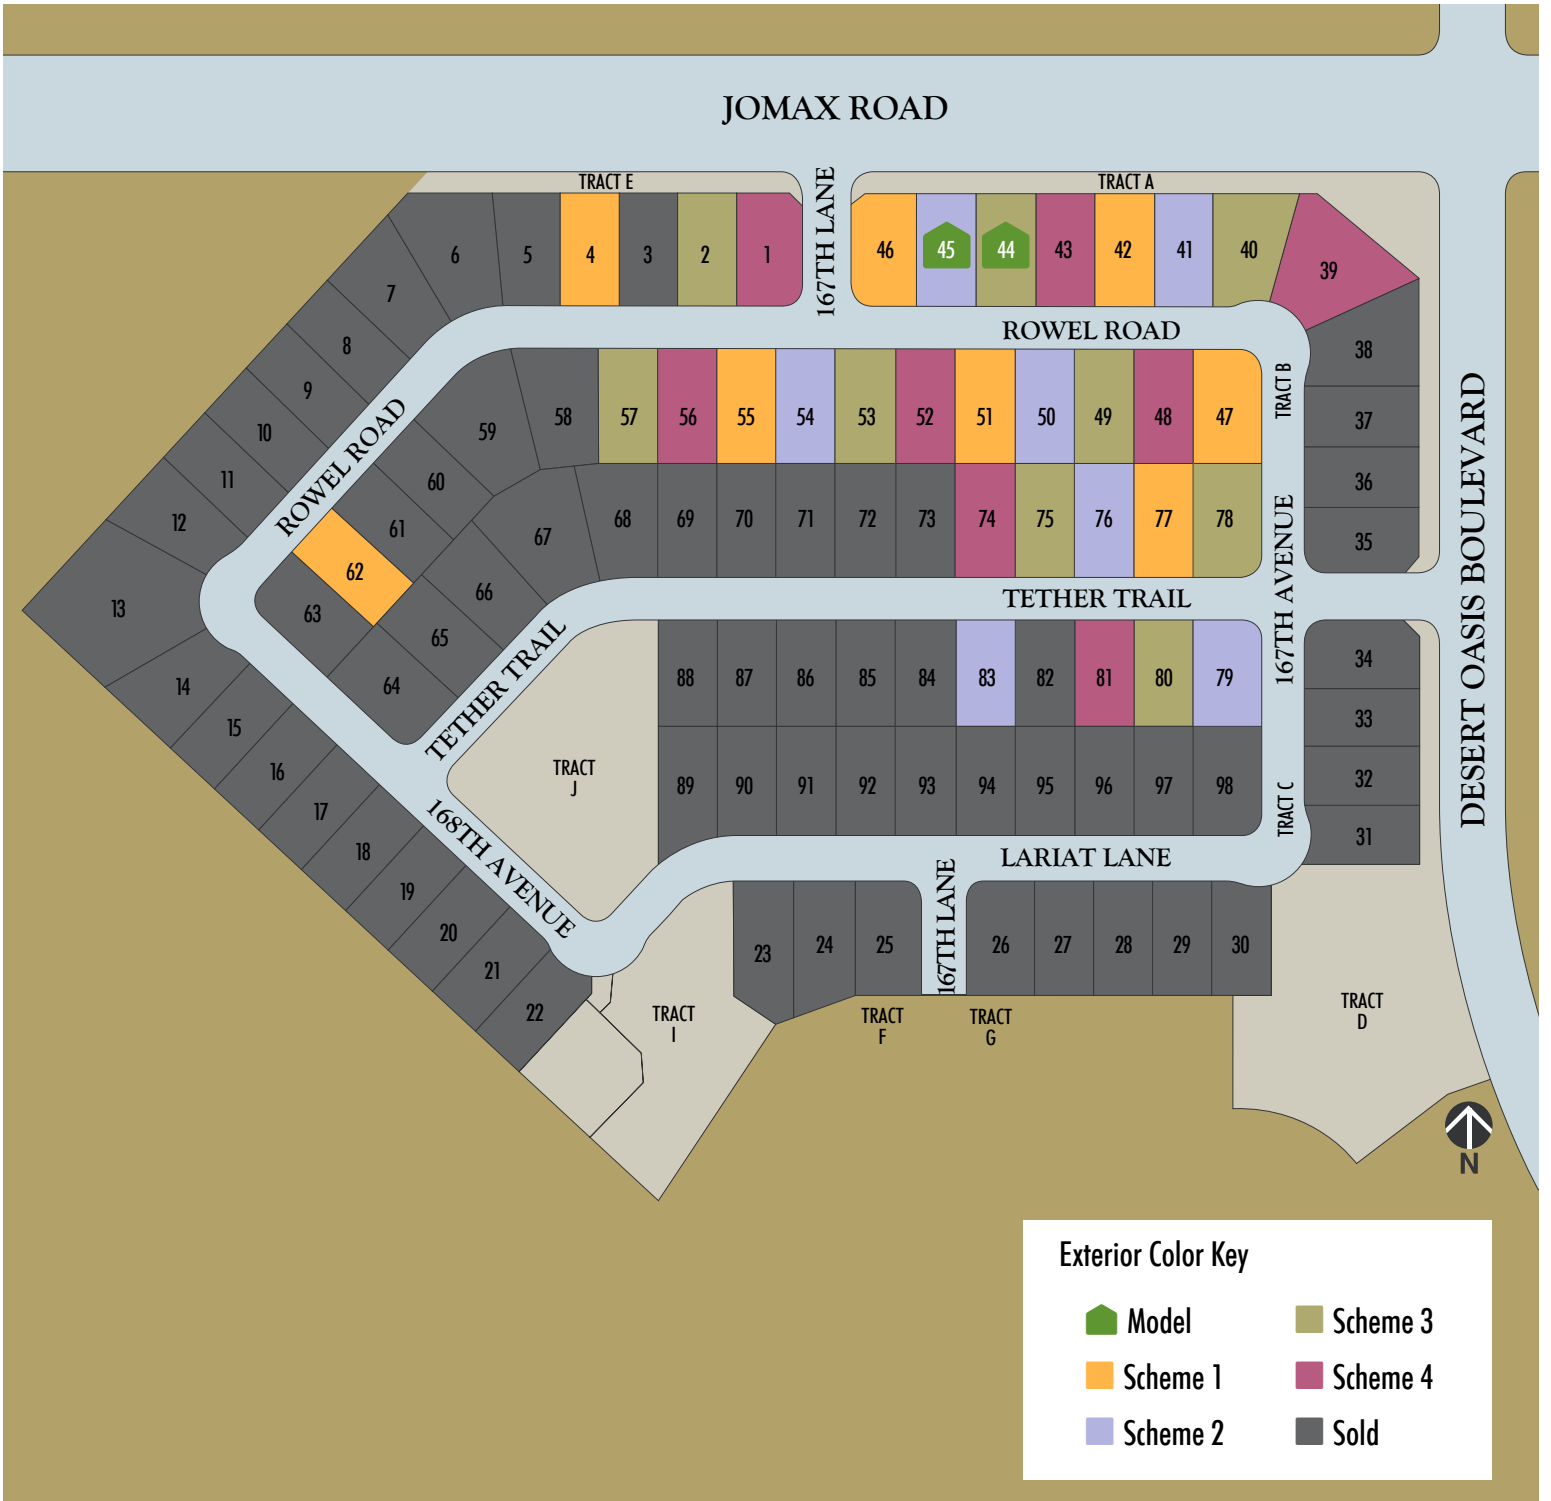 JOMAX ROAD
TRACT E
TRACT A
167TH LANE
6
5
4
3
2
1
46
45
44
43
42
41
40
39
7
8
9
10
11
12
13
ROWEL ROAD
ROWEL ROAD
38
37
36
35
TRACT B
59
58
57
56
55
54
53
52
51
50
49
48
47
60
61
62
63
64
65
66
67
68
69
70
71
72
73
74
75
76
77
78
167TH AVENUE
DESERT OASIS BOULEVARD
TETHER TRAIL
TETHER TRAIL
88
87
86
85
84
83
82
81
80
79
34
33
32
31
14
15
16
17
18
19
20
21
22
168TH AVENUE
TRACT
J
89
90
91
92
93
94
95
96
97
98
TRACT C
LARIAT LANE
167TH LANE
23
24
25
26
27
28
29
30
TRACT
I
TRACT
F
TRACT
G
TRACT
D
N
Exterior Color Key
Model
Scheme 3
Scheme 1
Scheme 4
Scheme 2
Sold